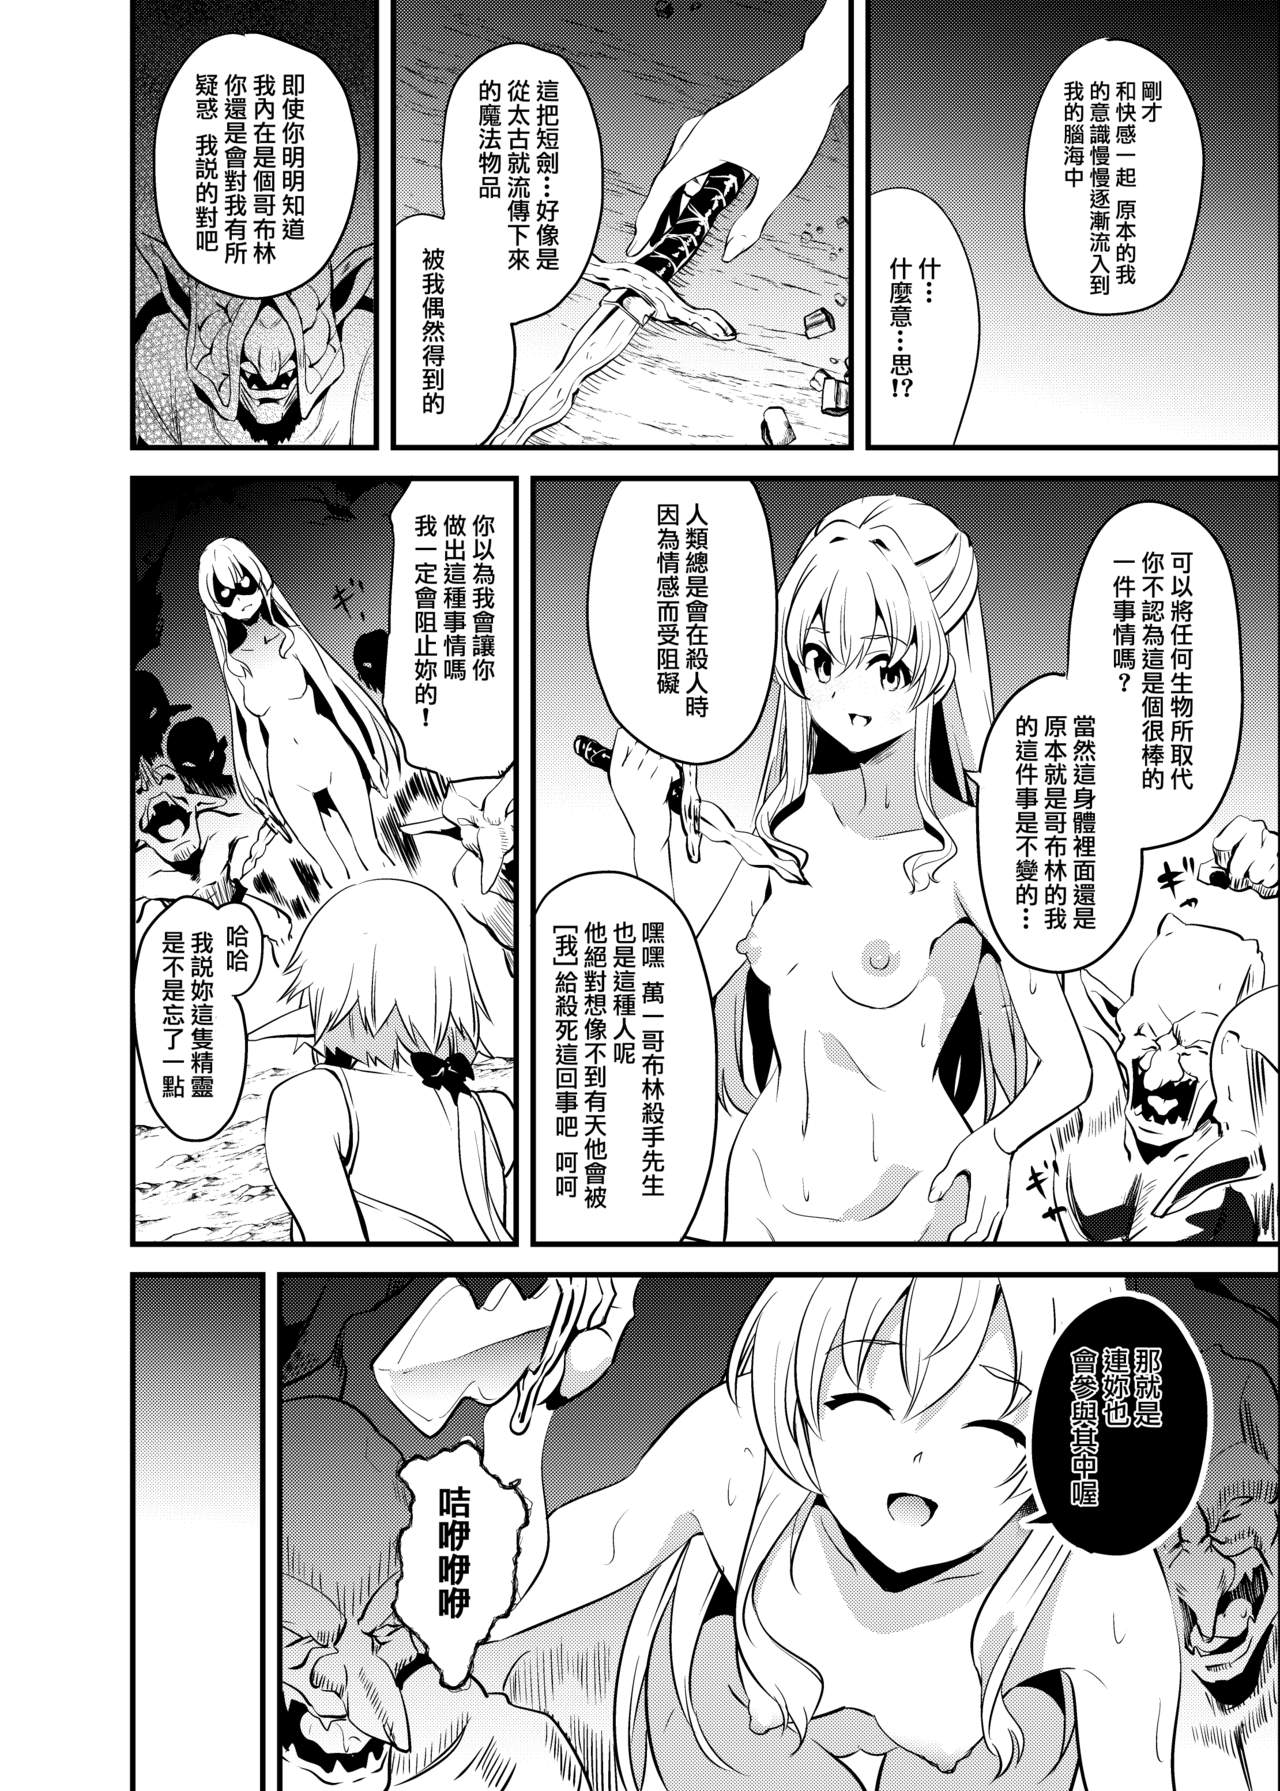 剛才
和快感一起 原本的我
的意識慢慢逐漸流入到
我的腦海中
什…
什麼意…思!?
這把短劍…好像是
從太古就流傳下來
的魔法物品
被我偶然得到的
即使你明明知道
我內在是個哥布林
你還是會對我有所
疑惑 我説的對吧
可以將任何生物所取代
你不認為這是個很棒的
一件事情嗎？
當然這身體裡面還是
原本就是哥布林的我
的這件事是不變的…
人類總是會在殺人時
因為情感而受阻礙
嘿嘿 萬一哥布林殺手先生
也是這種人呢
他絕對想像不到有天他會被
[我]給殺死這回事吧 呵呵
ギャ
ギャ
你以為我會讓你
做出這種事情嗎
我一定會阻止妳的！
ギッ
哈哈
我説妳這隻精靈
是不是忘了一點
那就是
連妳也
會參與其中喔
咕咿咿咿